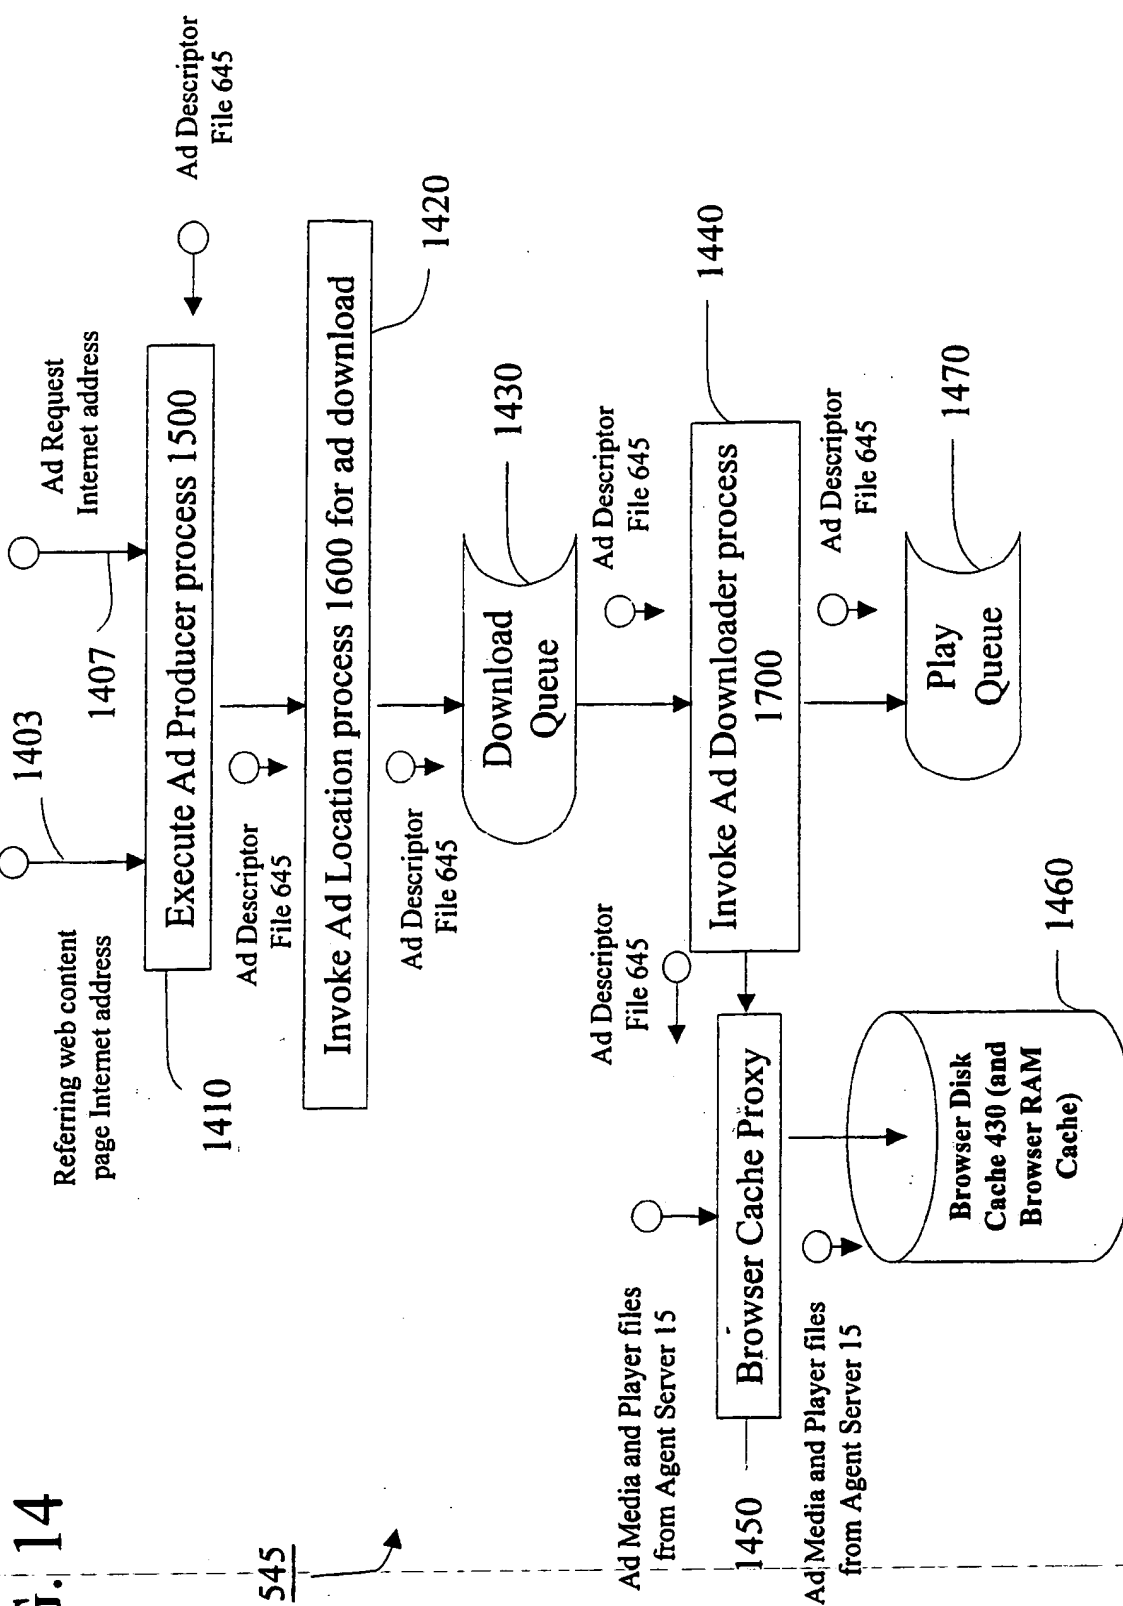 G. 14
545
Referring web content
page Internet address
1403
1407
Ad Request
Internet address
Ad Descriptor
File 645
1410
Execute Ad Producer process 1500
Ad Descriptor
File 645
Invoke Ad Location process 1600 for ad download
1420
Ad Descriptor
File 645
Download
Queue
1430
Ad Descriptor
File 645
Ad Descriptor
File 645
Invoke Ad Downloader process
1700
1440
Ad Media and Player files
from Agent Server 15
1450
Browser Cache Proxy
Ad Descriptor
File 645
Ad Media and Player files
from Agent Server 15
Browser Disk
Cache 430 (and
Browser RAM
Cache)
1460
Play
Queue
1470